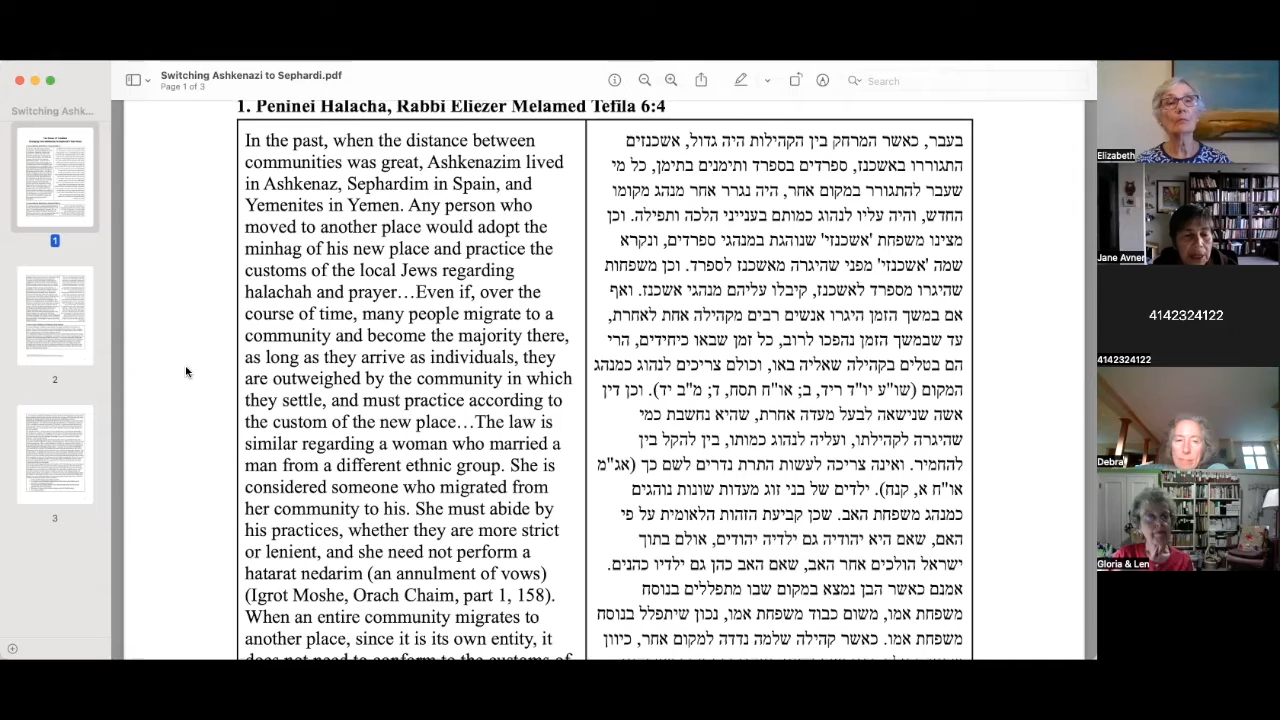 Switching Ashkenazi to Sephardi.pdf
Page 1 of 3
Search
Switching Ashk...
1
2
3
1. Peninei Halacha, Rabbi Eliezer Melamed Tefila 6:4
In the past, when the distance between
communities was great, Ashkenazim lived
in Ashkenaz, Sephardim in Spain, and
Yemenites in Yemen. Any person who
moved to another place would adopt the
minhag of his new place and practice the
customs of the local Jews regarding
halachah and prayer…Even if, over the
course of time, many people migrate to a
community and become the majority there,
as long as they arrive as individuals, they
are outweighed by the community in which
they settle, and must practice according to
the custom of the new place… The law is
similar regarding a woman who married a
man from a different ethnic group. She is
considered someone who migrated from
her community to his. She must abide by
his practices, whether they are more strict
or lenient, and she need not perform a
hatarat nedarim (an annulment of vows)
(Igrot Moshe, Orach Chaim, part 1, 158).
When an entire community migrates to
another place, since it is its own entity, it
does not need to conform to the customs of
בעבר, כאשר המרחק בין הקהילות היה גדול, אשכנזים
התגוררו באשכנז, ספרדים בספרד ותימנים בתימן, כל מי
שעבר להתגורר במקום אחר, היה נגרר אחר מנהג מקומו
החדש, והיה עליו לנהוג כמותם בענייני הלכה ותפילה. וכן
מצינו משפחת 'אשכנזי' שנוהגת במנהגי ספרדים, ונקרא
שמה 'אשכנזי' מפני שהיגרה מאשכנז לספרד. וכן משפחות
שהיגרו מספרד לאשכנז, קיבלו עליהם מנהגי אשכנז. ואף
אם במשך הזמן היגרו אנשים רבים מקהילה אחת לאחרת,
עד שבמשך הזמן נהפכו לרוב, כל זמן שבאו כיחידים, הרי
הם בטלים בקהילה שאליה באו, וכולם צריכים לנהוג כמנהג
המקום (שו"ע יו"ד ריד, ב; או"ח תסח, ד; מ"ב יד). וכן דין
אשה שנישאה לבעל מעדה אחרת, שהיא נחשבת כמי
שהיגרה לקהילתו, ועליה לנהוג כמותו, בין להקל בין
להחמיר. ואינה צריכה לעשות התרת נדרים לשם כך (אג"מ
או"ח א, קנח). ילדים של בני זוג מעדות שונות נוהגים
כמנהג משפחת האב. שכן קביעת הזהות הלאומית על פי
האם, שאם היא יהודיה גם ילדיה יהודים, אולם בתוך
ישראל הולכים אחר האב, שאם האב כהן גם ילדיו כהנים.
אמנם כאשר הבן נמצא במקום שבו מתפללים בנוסח
משפחת אמו, משום כבוד משפחת אמו, נכון שיתפלל בנוסח
משפחת אמו. כאשר קהילה שלמה נדדה למקום אחר, כיוון
Elizabeth
Jane Avner
4142324122
4142324122
Debra
Gloria & Len